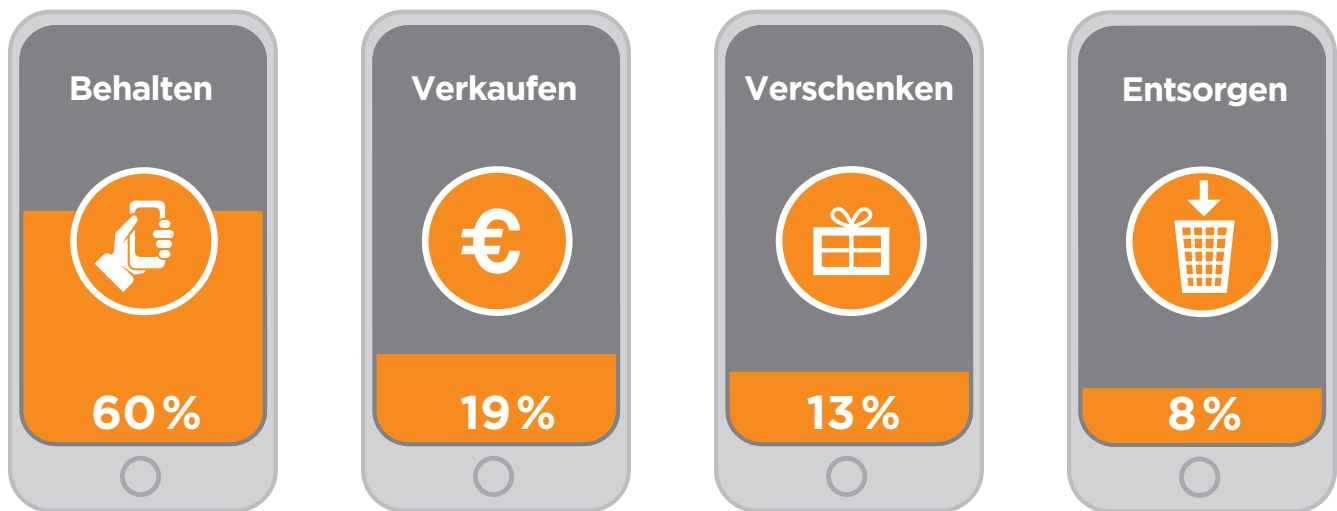 Behalten
60 %
Verkaufen
€
19 %
Verschenken
13 %
Entsorgen
8 %